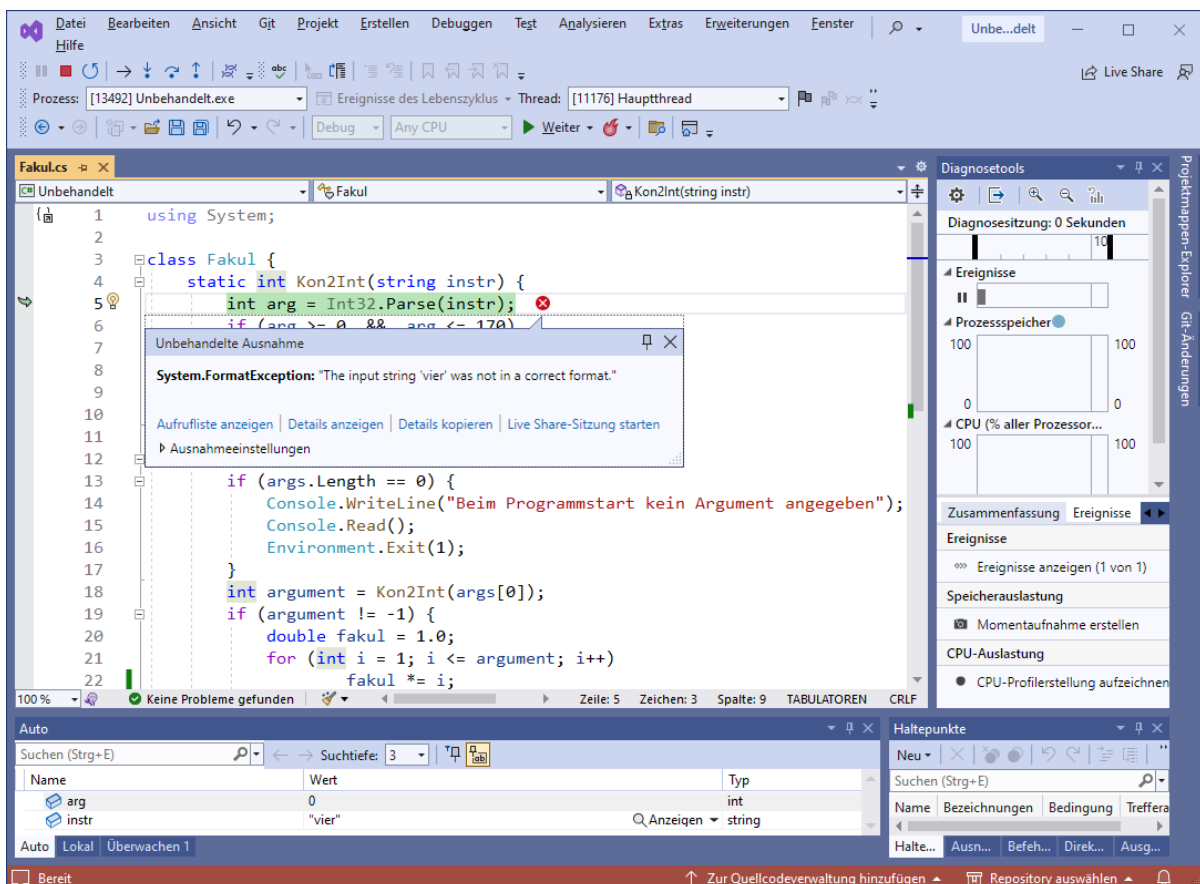 Datei Bearbeiten Ansicht Git Projekt Erstellen Debuggen Test Analysieren Extras Erweiterungen Fenster Unbe...delt
Hilfe
abc Live Share
Prozess: [13492] Unbehandelt.exe Ereignisse des Lebenszyklus Thread: [11176] Hauptthread
Debug Any CPU Weiter
Fakul.cs
C# Unbehandelt Fakul Kon2Int(string instr)
1 using System;
2
3 class Fakul {
4 static int Kon2Int(string instr) {
5 int arg = Int32.Parse(instr);
6 if (arg >= 0 && arg <= 170)
7
8
9
10
11
12
Unbehandelte Ausnahme
System.FormatException: "The input string 'vier' was not in a correct format."
Aufrufliste anzeigen | Details anzeigen | Details kopieren | Live Share-Sitzung starten
Ausnahmeeinstellungen
13 if (args.Length == 0) {
14 Console.WriteLine("Beim Programmstart kein Argument angegeben");
15 Console.Read();
16 Environment.Exit(1);
17 }
18 int argument = Kon2Int(args[0]);
19 if (argument != -1) {
20 double fakul = 1.0;
21 for (int i = 1; i <= argument; i++)
22 fakul *= i;
100 % Keine Probleme gefunden Zeile: 5 Zeichen: 3 Spalte: 9 TABULATOREN CRLF
Diagnosetools
Diagnosesitzung: 0 Sekunden
10
Ereignisse
Prozessspeicher
100 100
0 0
CPU (% aller Prozessor...
100 100
Zusammenfassung Ereignisse
Ereignisse
Ereignisse anzeigen (1 von 1)
Speicherauslastung
Momentaufnahme erstellen
CPU-Auslastung
CPU-Profilerstellung aufzeichnen
Projektmappen-Explorer
Git-Änderungen
Auto
Suchen (Strg+E) Suchtiefe: 3
Name Wert Typ
arg 0 int
instr "vier" Anzeigen string
Auto Lokal Überwachen 1
Haltepunkte
Neu
Suchen (Strg+E)
Name Bezeichnungen Bedingung Treffera
Halte... Ausn... Befeh... Direk... Ausg...
Bereit Zur Quellcodeverwaltung hinzufügen Repository auswählen